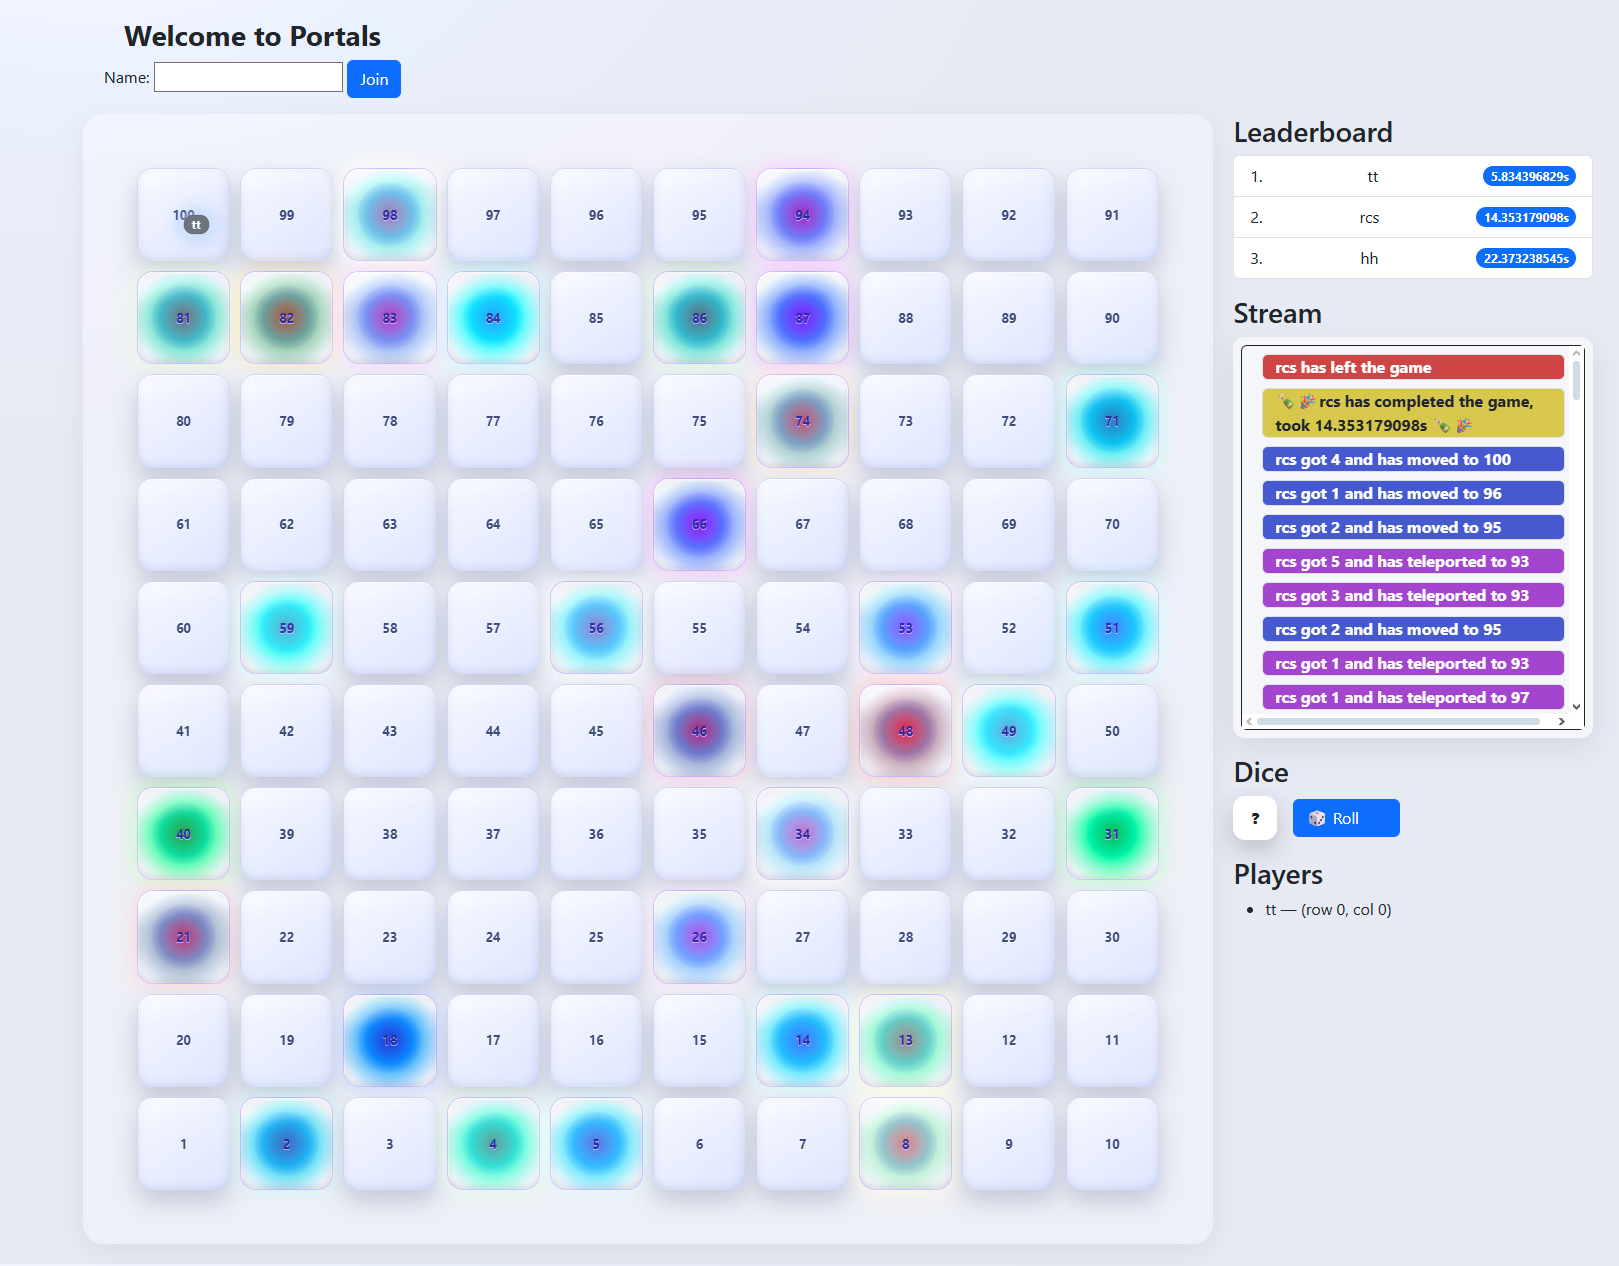 Welcome to Portals
Name:
Join
100 99 98 97 96 95 94 93 92 91
tt
81 82 83 84 85 86 87 88 89 90
80 79 78 77 76 75 74 73 72 71
61 62 63 64 65 66 67 68 69 70
60 59 58 57 56 55 54 53 52 51
41 42 43 44 45 46 47 48 49 50
40 39 38 37 36 35 34 33 32 31
21 22 23 24 25 26 27 28 29 30
20 19 18 17 16 15 14 13 12 11
1 2 3 4 5 6 7 8 9 10
Leaderboard
1. tt 5.834396829s
2. rcs 14.353179098s
3. hh 22.373238545s
Stream
rcs has left the game
🍾 🎉 rcs has completed the game,
took 14.353179098s 🍾 🎉
rcs got 4 and has moved to 100
rcs got 1 and has moved to 96
rcs got 2 and has moved to 95
rcs got 5 and has teleported to 93
rcs got 3 and has teleported to 93
rcs got 2 and has moved to 95
rcs got 1 and has teleported to 93
rcs got 1 and has teleported to 97
Dice
?
🎲 Roll
Players
• tt — (row 0, col 0)